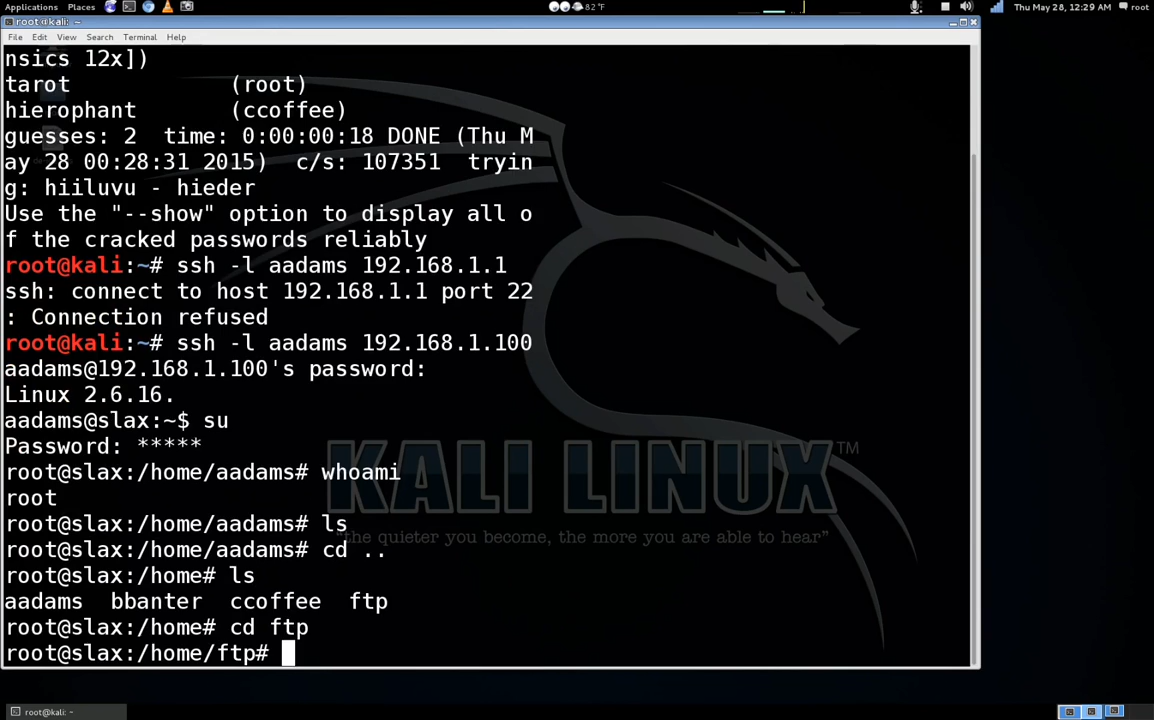 Applications Places 82 °F Thu May 28, 12:29 AM root
root@kali: ~
File Edit View Search Terminal Help
nsics 12x])
tarot (root)
hierophant (ccoffee)
guesses: 2 time: 0:00:00:18 DONE (Thu M
ay 28 00:28:31 2015) c/s: 107351 tryin
g: hiiluvu - hieder
Use the "--show" option to display all o
f the cracked passwords reliably
root@kali:~# ssh -l aadams 192.168.1.1
ssh: connect to host 192.168.1.1 port 22
: Connection refused
root@kali:~# ssh -l aadams 192.168.1.100
aadams@192.168.1.100's password:
Linux 2.6.16.
aadams@slax:~$ su
Password: *****
root@slax:/home/aadams# whoami
root
root@slax:/home/aadams# ls
root@slax:/home/aadams# cd ..
root@slax:/home# ls
aadams bbanter ccoffee ftp
root@slax:/home# cd ftp
root@slax:/home/ftp#
KALI LINUX™
"the quieter you become, the more you are able to hear"
root@kali: ~